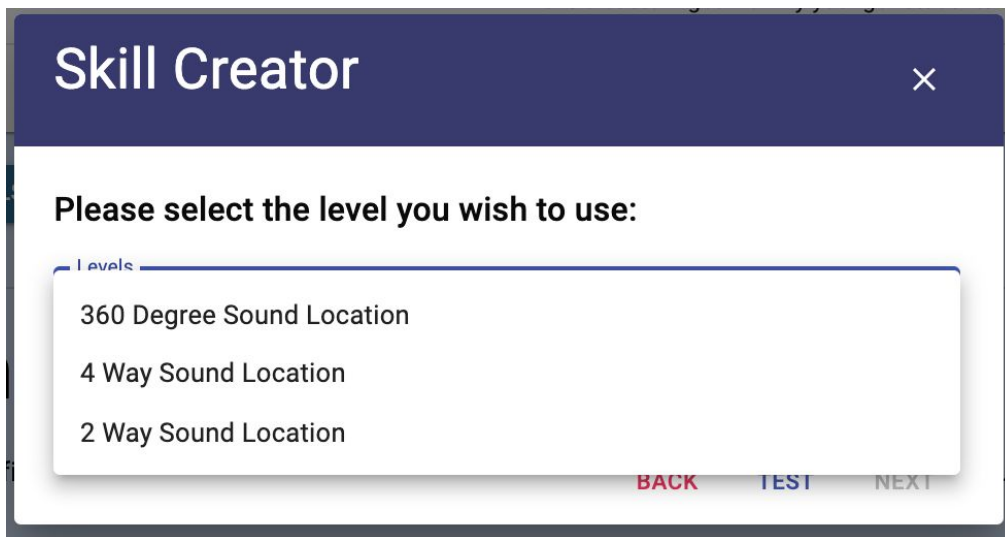 Skill Creator
Please select the level you wish to use:
Levels
360 Degree Sound Location
4 Way Sound Location
2 Way Sound Location
BACK TEST NEXT